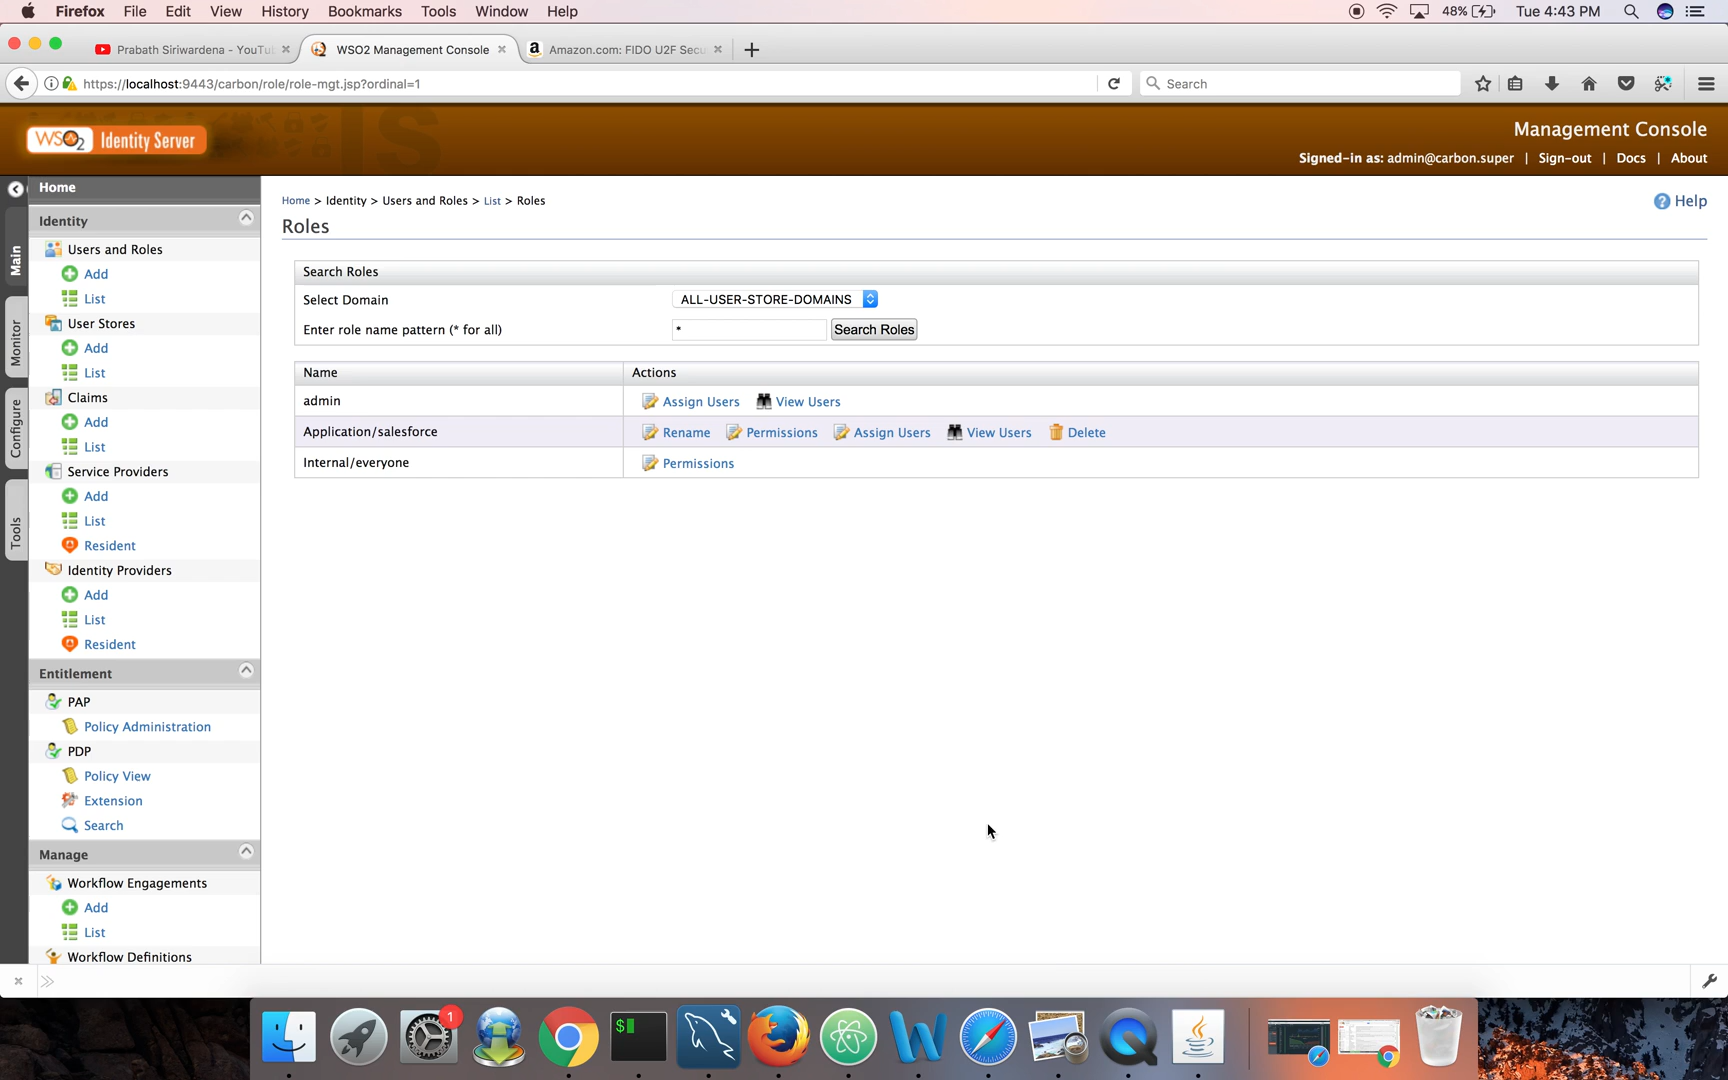 Firefox File Edit View History Bookmarks Tools Window Help 48% Tue 4:43 PM
Prabath Siriwardena - YouTu WSO2 Management Console Amazon.com: FIDO U2F Secu
https://localhost:9443/carbon/role/role-mgt.jsp?ordinal=1 Search
WSO2 Identity Server
Management Console
Signed-in as: admin@carbon.super | Sign-out | Docs | About
Main
Monitor
Configure
Tools
Home
Identity
Users and Roles
Add
List
User Stores
Add
List
Claims
Add
List
Service Providers
Add
List
Resident
Identity Providers
Add
List
Resident
Entitlement
PAP
Policy Administration
PDP
Policy View
Extension
Search
Manage
Workflow Engagements
Add
List
Workflow Definitions
Home > Identity > Users and Roles > List > Roles
Help
Roles
Search Roles
Select Domain ALL-USER-STORE-DOMAINS
Enter role name pattern (* for all) * Search Roles
Name Actions
admin Assign Users View Users
Application/salesforce Rename Permissions Assign Users View Users Delete
Internal/everyone Permissions
1
$